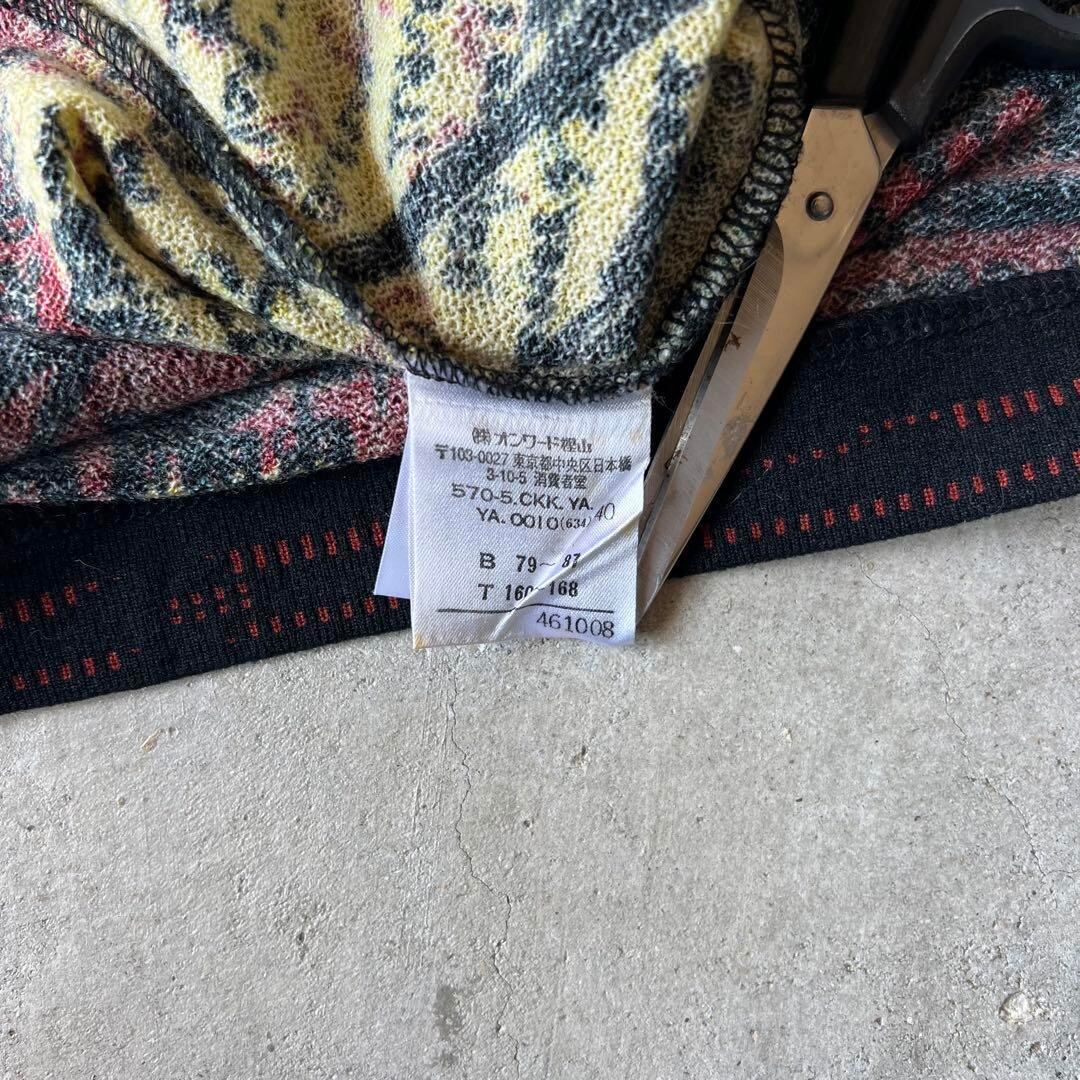 ㈱オンワード樫山
〒103-0027 東京都中央区日本橋
3-10-5 消費者室
570-5.CKK.YA.40
YA.0010(634)
B 79~87
T 160~168
461008